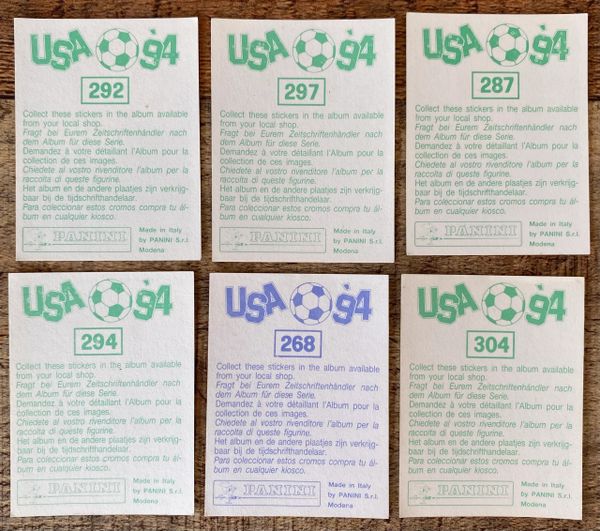 USA '94
292
Collect these stickers in the album available
from your local shop.
Fragt bei Eurem Zeitschriftenhändler nach
dem Album für diese Serie.
Demandez à votre détaillant l'Album pour la
collection de ces images.
Chiedete al vostro rivenditore l'album per la
raccolta di queste figurine.
Het album en de andere plaatjes zijn verkrijg-
baar bij de tijdschrifthandelaar.
Para coleccionar estos cromos compra tu ál-
bum en cualquier kiosco.
PANINI
Made in Italy
by PANINI S.r.l.
Modena
USA '94
297
Collect these stickers in the album available
from your local shop.
Fragt bei Eurem Zeitschriftenhändler nach
dem Album für diese Serie.
Demandez à votre détaillant l'Album pour la
collection de ces images.
Chiedete al vostro rivenditore l'album per la
raccolta di queste figurine.
Het album en de andere plaatjes zijn verkrijg-
baar bij de tijdschrifthandelaar.
Para coleccionar estos cromos compra tu ál-
bum en cualquier kiosco.
PANINI
Made in Italy
by PANINI S.r.l.
Modena
USA '94
287
Collect these stickers in the album available
from your local shop.
Fragt bei Eurem Zeitschriftenhändler nach
dem Album für diese Serie.
Demandez à votre détaillant l'Album pour la
collection de ces images.
Chiedete al vostro rivenditore l'album per la
raccolta di queste figurine.
Het album en de andere plaatjes zijn verkrijg-
baar bij de tijdschrifthandelaar.
Para coleccionar estos cromos compra tu ál-
bum en cualquier kiosco.
PANINI
Made in Italy
by PANINI S.r.l.
Modena
USA '94
294
Collect these stickers in the album available
from your local shop.
Fragt bei Eurem Zeitschriftenhändler nach
dem Album für diese Serie.
Demandez à votre détaillant l'Album pour la
collection de ces images.
Chiedete al vostro rivenditore l'album per la
raccolta di queste figurine.
Het album en de andere plaatjes zijn verkrijg-
baar bij de tijdschrifthandelaar.
Para coleccionar estos cromos compra tu ál-
bum en cualquier kiosco.
PANINI
Made in Italy
by PANINI S.r.l.
Modena
USA '94
268
Collect these stickers in the album available
from your local shop.
Fragt bei Eurem Zeitschriftenhändler nach
dem Album für diese Serie.
Demandez à votre détaillant l'Album pour la
collection de ces images.
Chiedete al vostro rivenditore l'album per la
raccolta di queste figurine.
Het album en de andere plaatjes zijn verkrijg-
baar bij de tijdschrifthandelaar.
Para coleccionar estos cromos compra tu ál-
bum en cualquier kiosco.
PANINI
Made in Italy
by PANINI S.r.l.
Modena
USA '94
304
Collect these stickers in the album available
from your local shop.
Fragt bei Eurem Zeitschriftenhändler nach
dem Album für diese Serie.
Demandez à votre détaillant l'Album pour la
collection de ces images.
Chiedete al vostro rivenditore l'album per la
raccolta di queste figurine.
Het album en de andere plaatjes zijn verkrijg-
baar bij de tijdschrifthandelaar.
Para coleccionar estos cromos compra tu ál-
bum en cualquier kiosco.
PANINI
Made in Italy
by PANINI S.r.l.
Modena